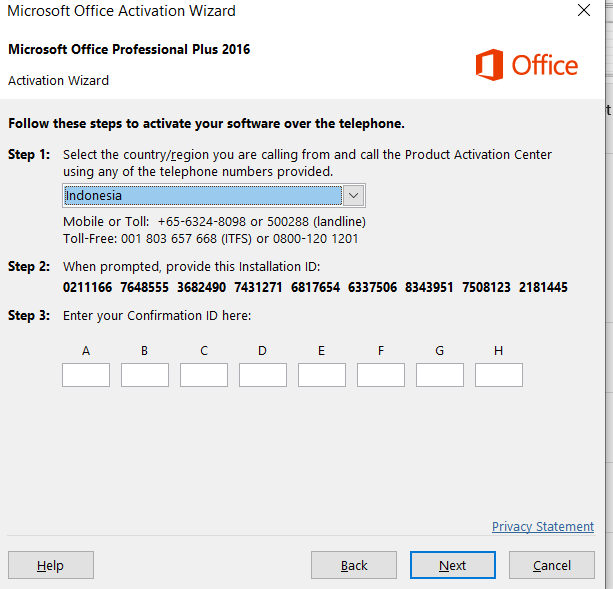 Microsoft Office Activation Wizard
Microsoft Office Professional Plus 2016
Office
Activation Wizard
Follow these steps to activate your software over the telephone.
Step 1: Select the country/region you are calling from and call the Product Activation Center
using any of the telephone numbers provided.
Indonesia
Mobile or Toll: +65-6324-8098 or 500288 (landline)
Toll-Free: 001 803 657 668 (ITFS) or 0800-120 1201
Step 2: When prompted, provide this Installation ID:
0211166 7648555 3682490 7431271 6817654 6337506 8343951 7508123 2181445
Step 3: Enter your Confirmation ID here:
A B C D E F G H
Privacy Statement
Help Back Next Cancel